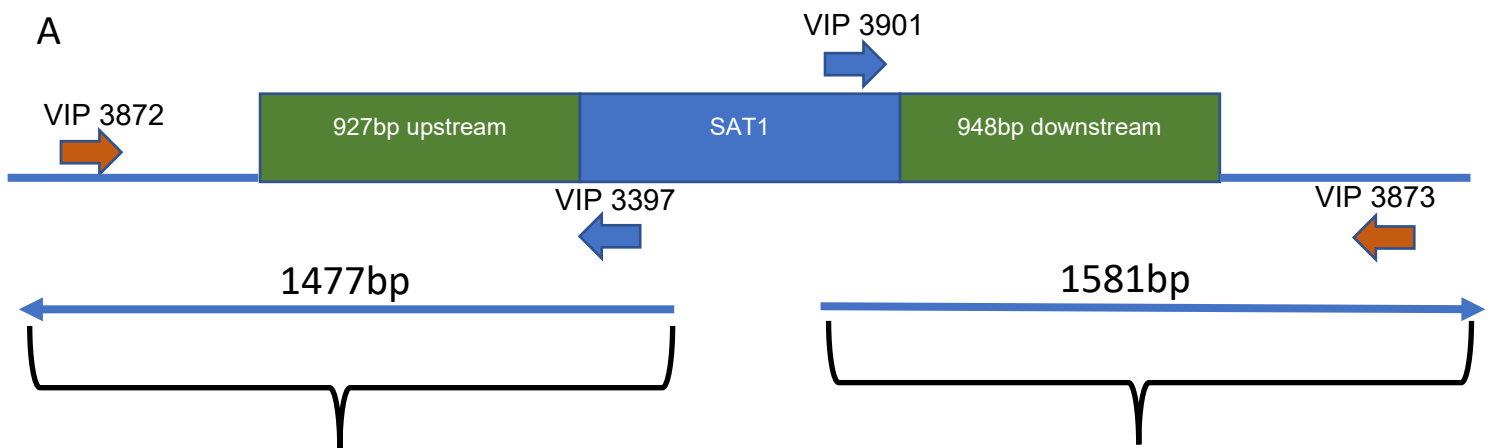 A
VIP 3901
VIP 3872
927bp upstream
SAT1
948bp downstream
VIP 3397
VIP 3873
1477bp
1581bp